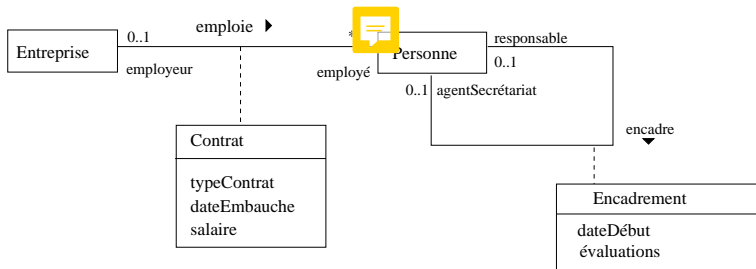 emploie
0..1
*
Entreprise
employeur
employé
Personne
responsable
0..1
0..1
agentSecrétariat
encadre
Contrat
typeContrat
dateEmbauche
salaire
Encadrement
dateDébut
évaluations